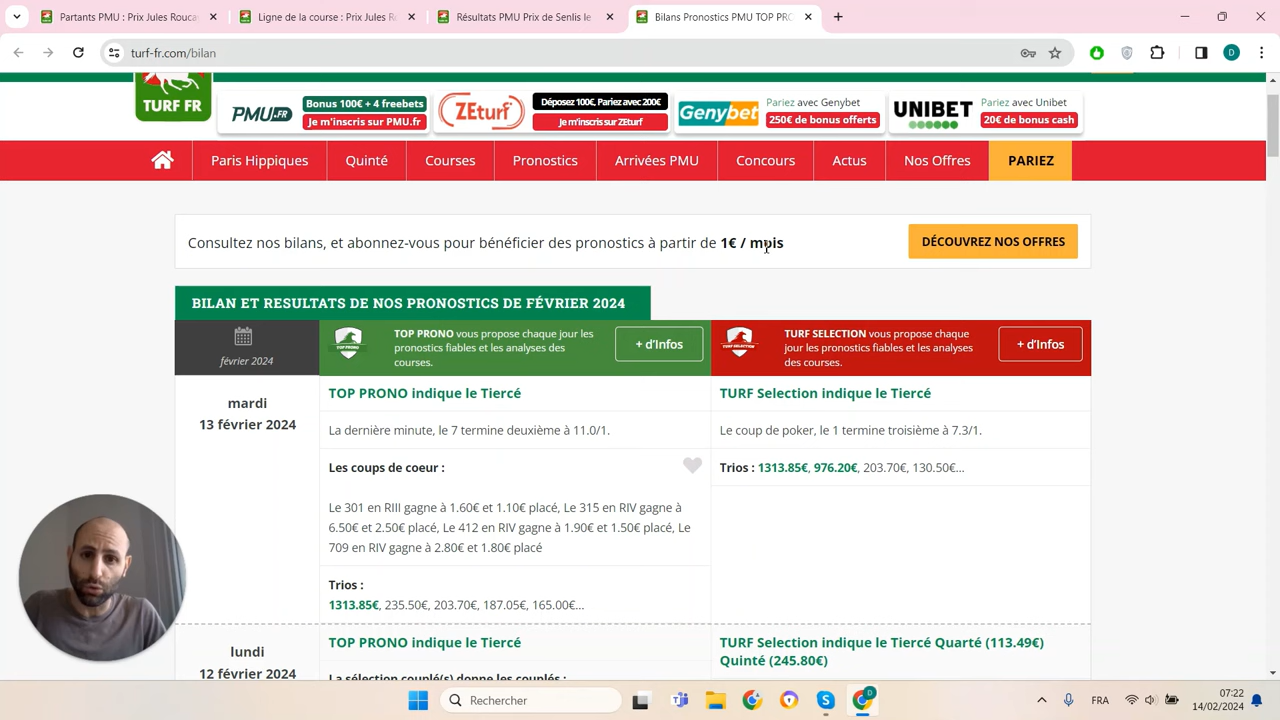 Partants PMU : Prix Jules Rouca
Ligne de la course : Prix Jules Ro
Résultats PMU Prix de Senlis le
Bilans Pronostics PMU TOP PRO
turf-fr.com/bilan
D
TURF FR
PMU.FR
Bonus 100€ + 4 freebets
Je m'inscris sur PMU.fr
ZEturf
Déposez 100€, Pariez avec 200€
Je m'inscris sur ZEturf
Genybet
Pariez avec Genybet
250€ de bonus offerts
UNIBET
Pariez avec Unibet
20€ de bonus cash
Paris Hippiques
Quinté
Courses
Pronostics
Arrivées PMU
Concours
Actus
Nos Offres
PARIEZ
Consultez nos bilans, et abonnez-vous pour bénéficier des pronostics à partir de 1€ / mois
DÉCOUVREZ NOS OFFRES
BILAN ET RESULTATS DE NOS PRONOSTICS DE FÉVRIER 2024
février 2024
TOP PRONO
TOP PRONO vous propose chaque jour les
pronostics fiables et les analyses des
courses.
+ d'Infos
TURF SELECTION
TURF SELECTION vous propose chaque
jour les pronostics fiables et les analyses
des courses.
+ d'Infos
mardi
13 février 2024
TOP PRONO indique le Tiercé
La dernière minute, le 7 termine deuxième à 11.0/1.
Les coups de coeur :
Le 301 en RIII gagne à 1.60€ et 1.10€ placé, Le 315 en RIV gagne à
6.50€ et 2.50€ placé, Le 412 en RIV gagne à 1.90€ et 1.50€ placé, Le
709 en RIV gagne à 2.80€ et 1.80€ placé
Trios :
1313.85€, 235.50€, 203.70€, 187.05€, 165.00€...
TURF Selection indique le Tiercé
Le coup de poker, le 1 termine troisième à 7.3/1.
Trios : 1313.85€, 976.20€, 203.70€, 130.50€...
lundi
12 février 2024
TOP PRONO indique le Tiercé
La sélection couplé(s) donne les couplés :
TURF Selection indique le Tiercé Quarté (113.49€)
Quinté (245.80€)
Rechercher
FRA
07:22
14/02/2024